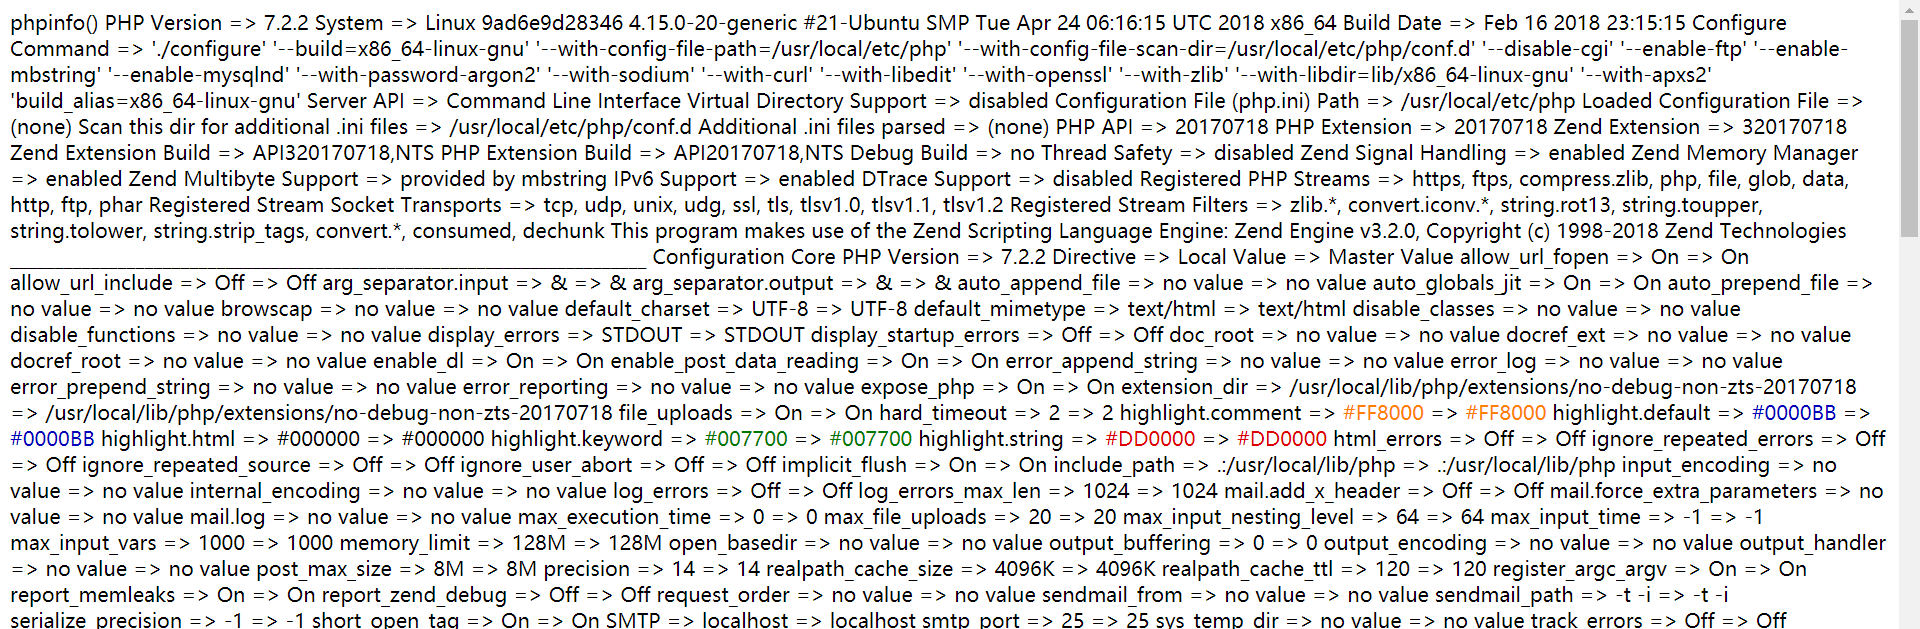 phpinfo() PHP Version => 7.2.2 System => Linux 9ad6e9d28346 4.15.0-20-generic #21-Ubuntu SMP Tue Apr 24 06:16:15 UTC 2018 x86_64 Build Date => Feb 16 2018 23:15:15 Configure
Command => './configure' '--build=x86_64-linux-gnu' '--with-config-file-path=/usr/local/etc/php' '--with-config-file-scan-dir=/usr/local/etc/php/conf.d' '--disable-cgi' '--enable-ftp' '--enable-
mbstring' '--enable-mysqlnd' '--with-password-argon2' '--with-sodium' '--with-curl' '--with-libedit' '--with-openssl' '--with-zlib' '--with-libdir=lib/x86_64-linux-gnu' '--with-apxs2'
'build_alias=x86_64-linux-gnu' Server API => Command Line Interface Virtual Directory Support => disabled Configuration File (php.ini) Path => /usr/local/etc/php Loaded Configuration File =>
(none) Scan this dir for additional .ini files => /usr/local/etc/php/conf.d Additional .ini files parsed => (none) PHP API => 20170718 PHP Extension => 20170718 Zend Extension => 320170718
Zend Extension Build => API320170718,NTS PHP Extension Build => API20170718,NTS Debug Build => no Thread Safety => disabled Zend Signal Handling => enabled Zend Memory Manager
=> enabled Zend Multibyte Support => provided by mbstring IPv6 Support => enabled DTrace Support => disabled Registered PHP Streams => https, ftps, compress.zlib, php, file, glob, data,
http, ftp, phar Registered Stream Socket Transports => tcp, udp, unix, udg, ssl, tls, tlsv1.0, tlsv1.1, tlsv1.2 Registered Stream Filters => zlib.*, convert.iconv.*, string.rot13, string.toupper,
string.tolower, string.strip_tags, convert.*, consumed, dechunk This program makes use of the Zend Scripting Language Engine: Zend Engine v3.2.0, Copyright (c) 1998-2018 Zend Technologies
_______________________________________________________________________ Configuration Core PHP Version => 7.2.2 Directive => Local Value => Master Value allow_url_fopen => On => On
allow_url_include => Off => Off arg_separator.input => & => & arg_separator.output => & => & auto_append_file => no value => no value auto_globals_jit => On => On auto_prepend_file =>
no value => no value browscap => no value => no value default_charset => UTF-8 => UTF-8 default_mimetype => text/html => text/html disable_classes => no value => no value
disable_functions => no value => no value display_errors => STDOUT => STDOUT display_startup_errors => Off => Off doc_root => no value => no value docref_ext => no value => no value
docref_root => no value => no value enable_dl => On => On enable_post_data_reading => On => On error_append_string => no value => no value error_log => no value => no value
error_prepend_string => no value => no value error_reporting => no value => no value expose_php => On => On extension_dir => /usr/local/lib/php/extensions/no-debug-non-zts-20170718
=> /usr/local/lib/php/extensions/no-debug-non-zts-20170718 file_uploads => On => On hard_timeout => 2 => 2 highlight.comment => #FF8000 => #FF8000 highlight.default => #0000BB =>
#0000BB highlight.html => #000000 => #000000 highlight.keyword => #007700 => #007700 highlight.string => #DD0000 => #DD0000 html_errors => Off => Off ignore_repeated_errors => Off
=> Off ignore_repeated_source => Off => Off ignore_user_abort => Off => Off implicit_flush => On => On include_path => .:/usr/local/lib/php => .:/usr/local/lib/php input_encoding => no
value => no value internal_encoding => no value => no value log_errors => Off => Off log_errors_max_len => 1024 => 1024 mail.add_x_header => Off => Off mail.force_extra_parameters => no
value => no value mail.log => no value => no value max_execution_time => 0 => 0 max_file_uploads => 20 => 20 max_input_nesting_level => 64 => 64 max_input_time => -1 => -1
max_input_vars => 1000 => 1000 memory_limit => 128M => 128M open_basedir => no value => no value output_buffering => 0 => 0 output_encoding => no value => no value output_handler
=> no value => no value post_max_size => 8M => 8M precision => 14 => 14 realpath_cache_size => 4096K => 4096K realpath_cache_ttl => 120 => 120 register_argc_argv => On => On
report_memleaks => On => On report_zend_debug => Off => Off request_order => no value => no value sendmail_from => no value => no value sendmail_path => -t -i => -t -i
serialize_precision => -1 => -1 short_open_tag => On => On SMTP => localhost => localhost smtp_port => 25 => 25 sys_temp_dir => no value => no value track_errors => Off => Off